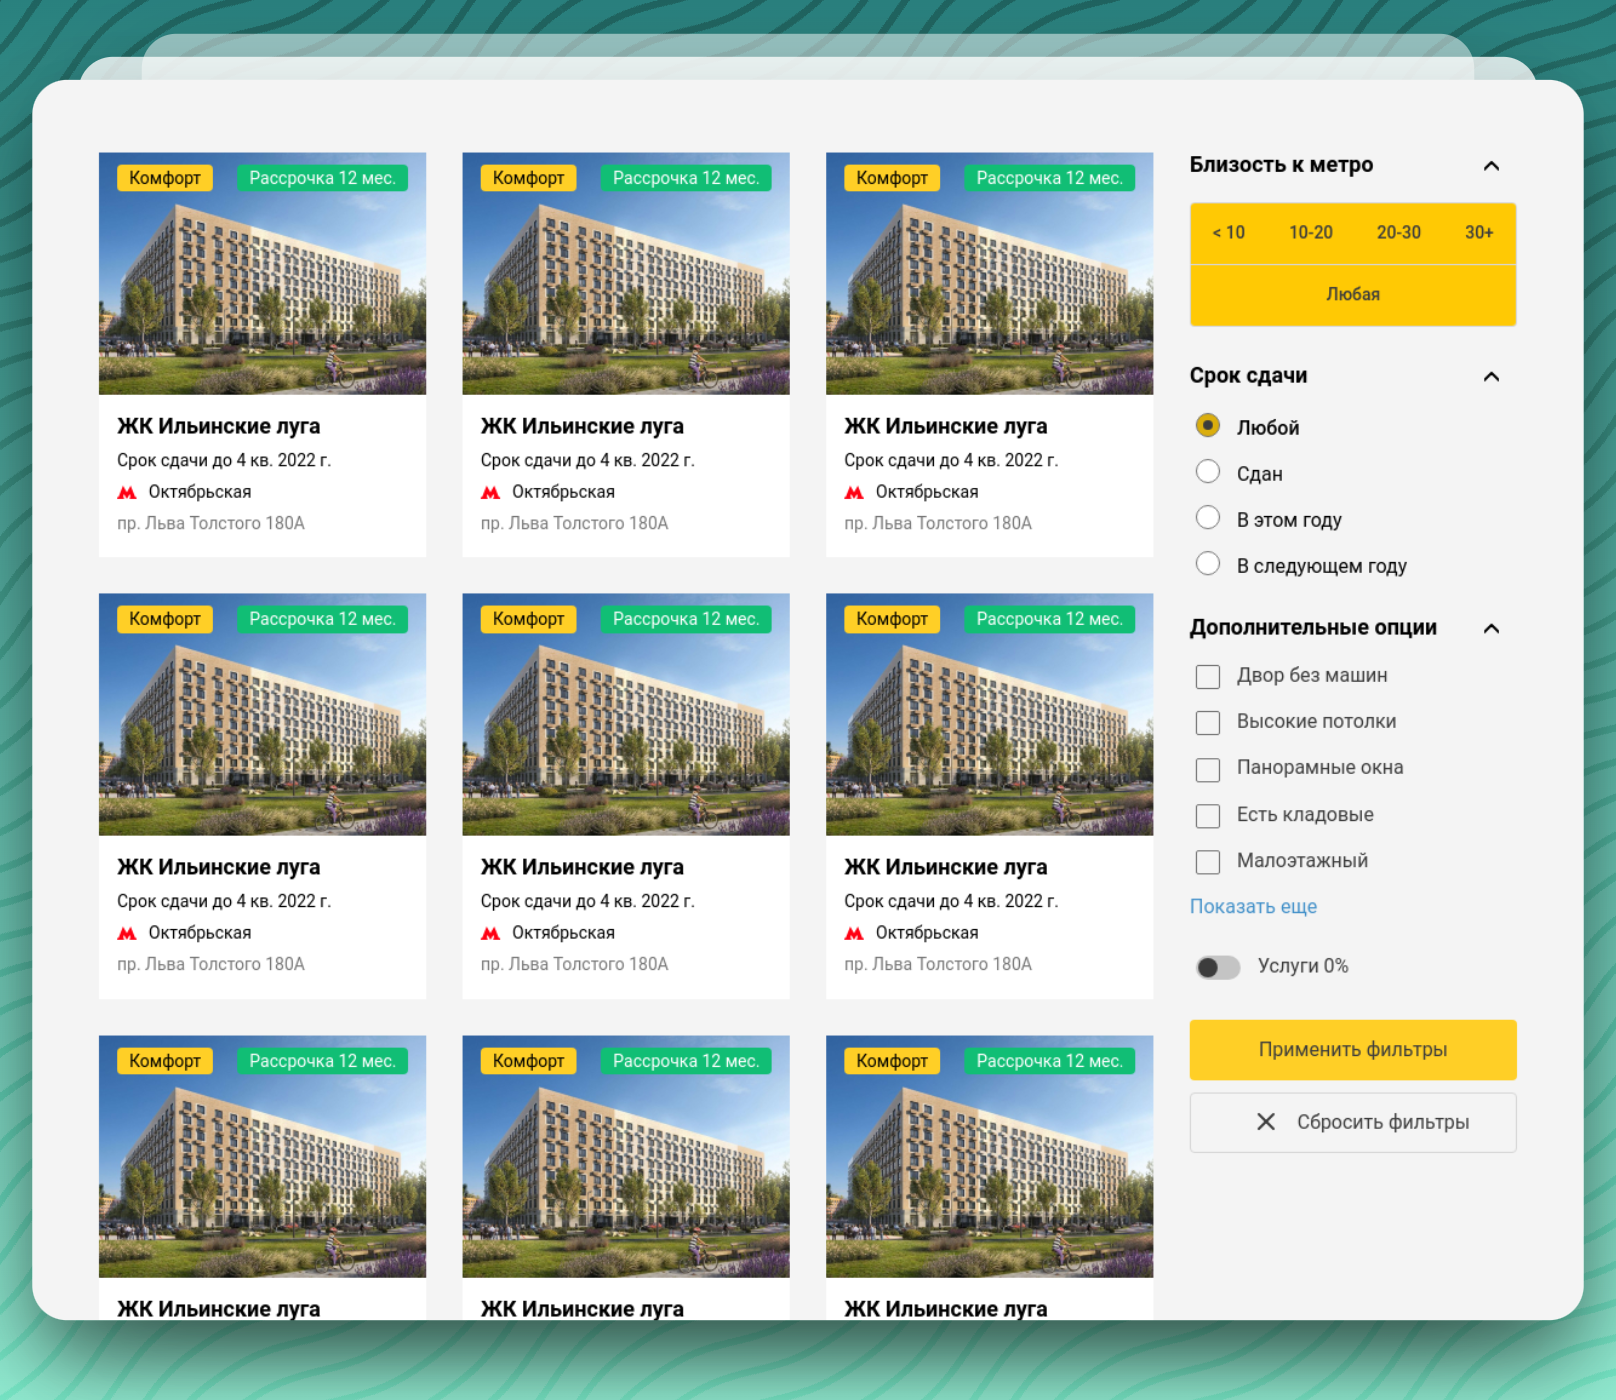 Комфорт Рассрочка 12 мес.
ЖК Ильинские луга
Срок сдачи до 4 кв. 2022 г.
Октябрьская
пр. Льва Толстого 180А
Комфорт Рассрочка 12 мес.
ЖК Ильинские луга
Срок сдачи до 4 кв. 2022 г.
Октябрьская
пр. Льва Толстого 180А
Комфорт Рассрочка 12 мес.
ЖК Ильинские луга
Срок сдачи до 4 кв. 2022 г.
Октябрьская
пр. Льва Толстого 180А
Комфорт Рассрочка 12 мес.
ЖК Ильинские луга
Срок сдачи до 4 кв. 2022 г.
Октябрьская
пр. Льва Толстого 180А
Комфорт Рассрочка 12 мес.
ЖК Ильинские луга
Срок сдачи до 4 кв. 2022 г.
Октябрьская
пр. Льва Толстого 180А
Комфорт Рассрочка 12 мес.
ЖК Ильинские луга
Срок сдачи до 4 кв. 2022 г.
Октябрьская
пр. Льва Толстого 180А
Комфорт Рассрочка 12 мес.
ЖК Ильинские луга
Комфорт Рассрочка 12 мес.
ЖК Ильинские луга
Комфорт Рассрочка 12 мес.
ЖК Ильинские луга
Близость к метро
< 10 10-20 20-30 30+
Любая
Срок сдачи
Любой
Сдан
В этом году
В следующем году
Дополнительные опции
Двор без машин
Высокие потолки
Панорамные окна
Есть кладовые
Малоэтажный
Показать еще
Услуги 0%
Применить фильтры
Сбросить фильтры